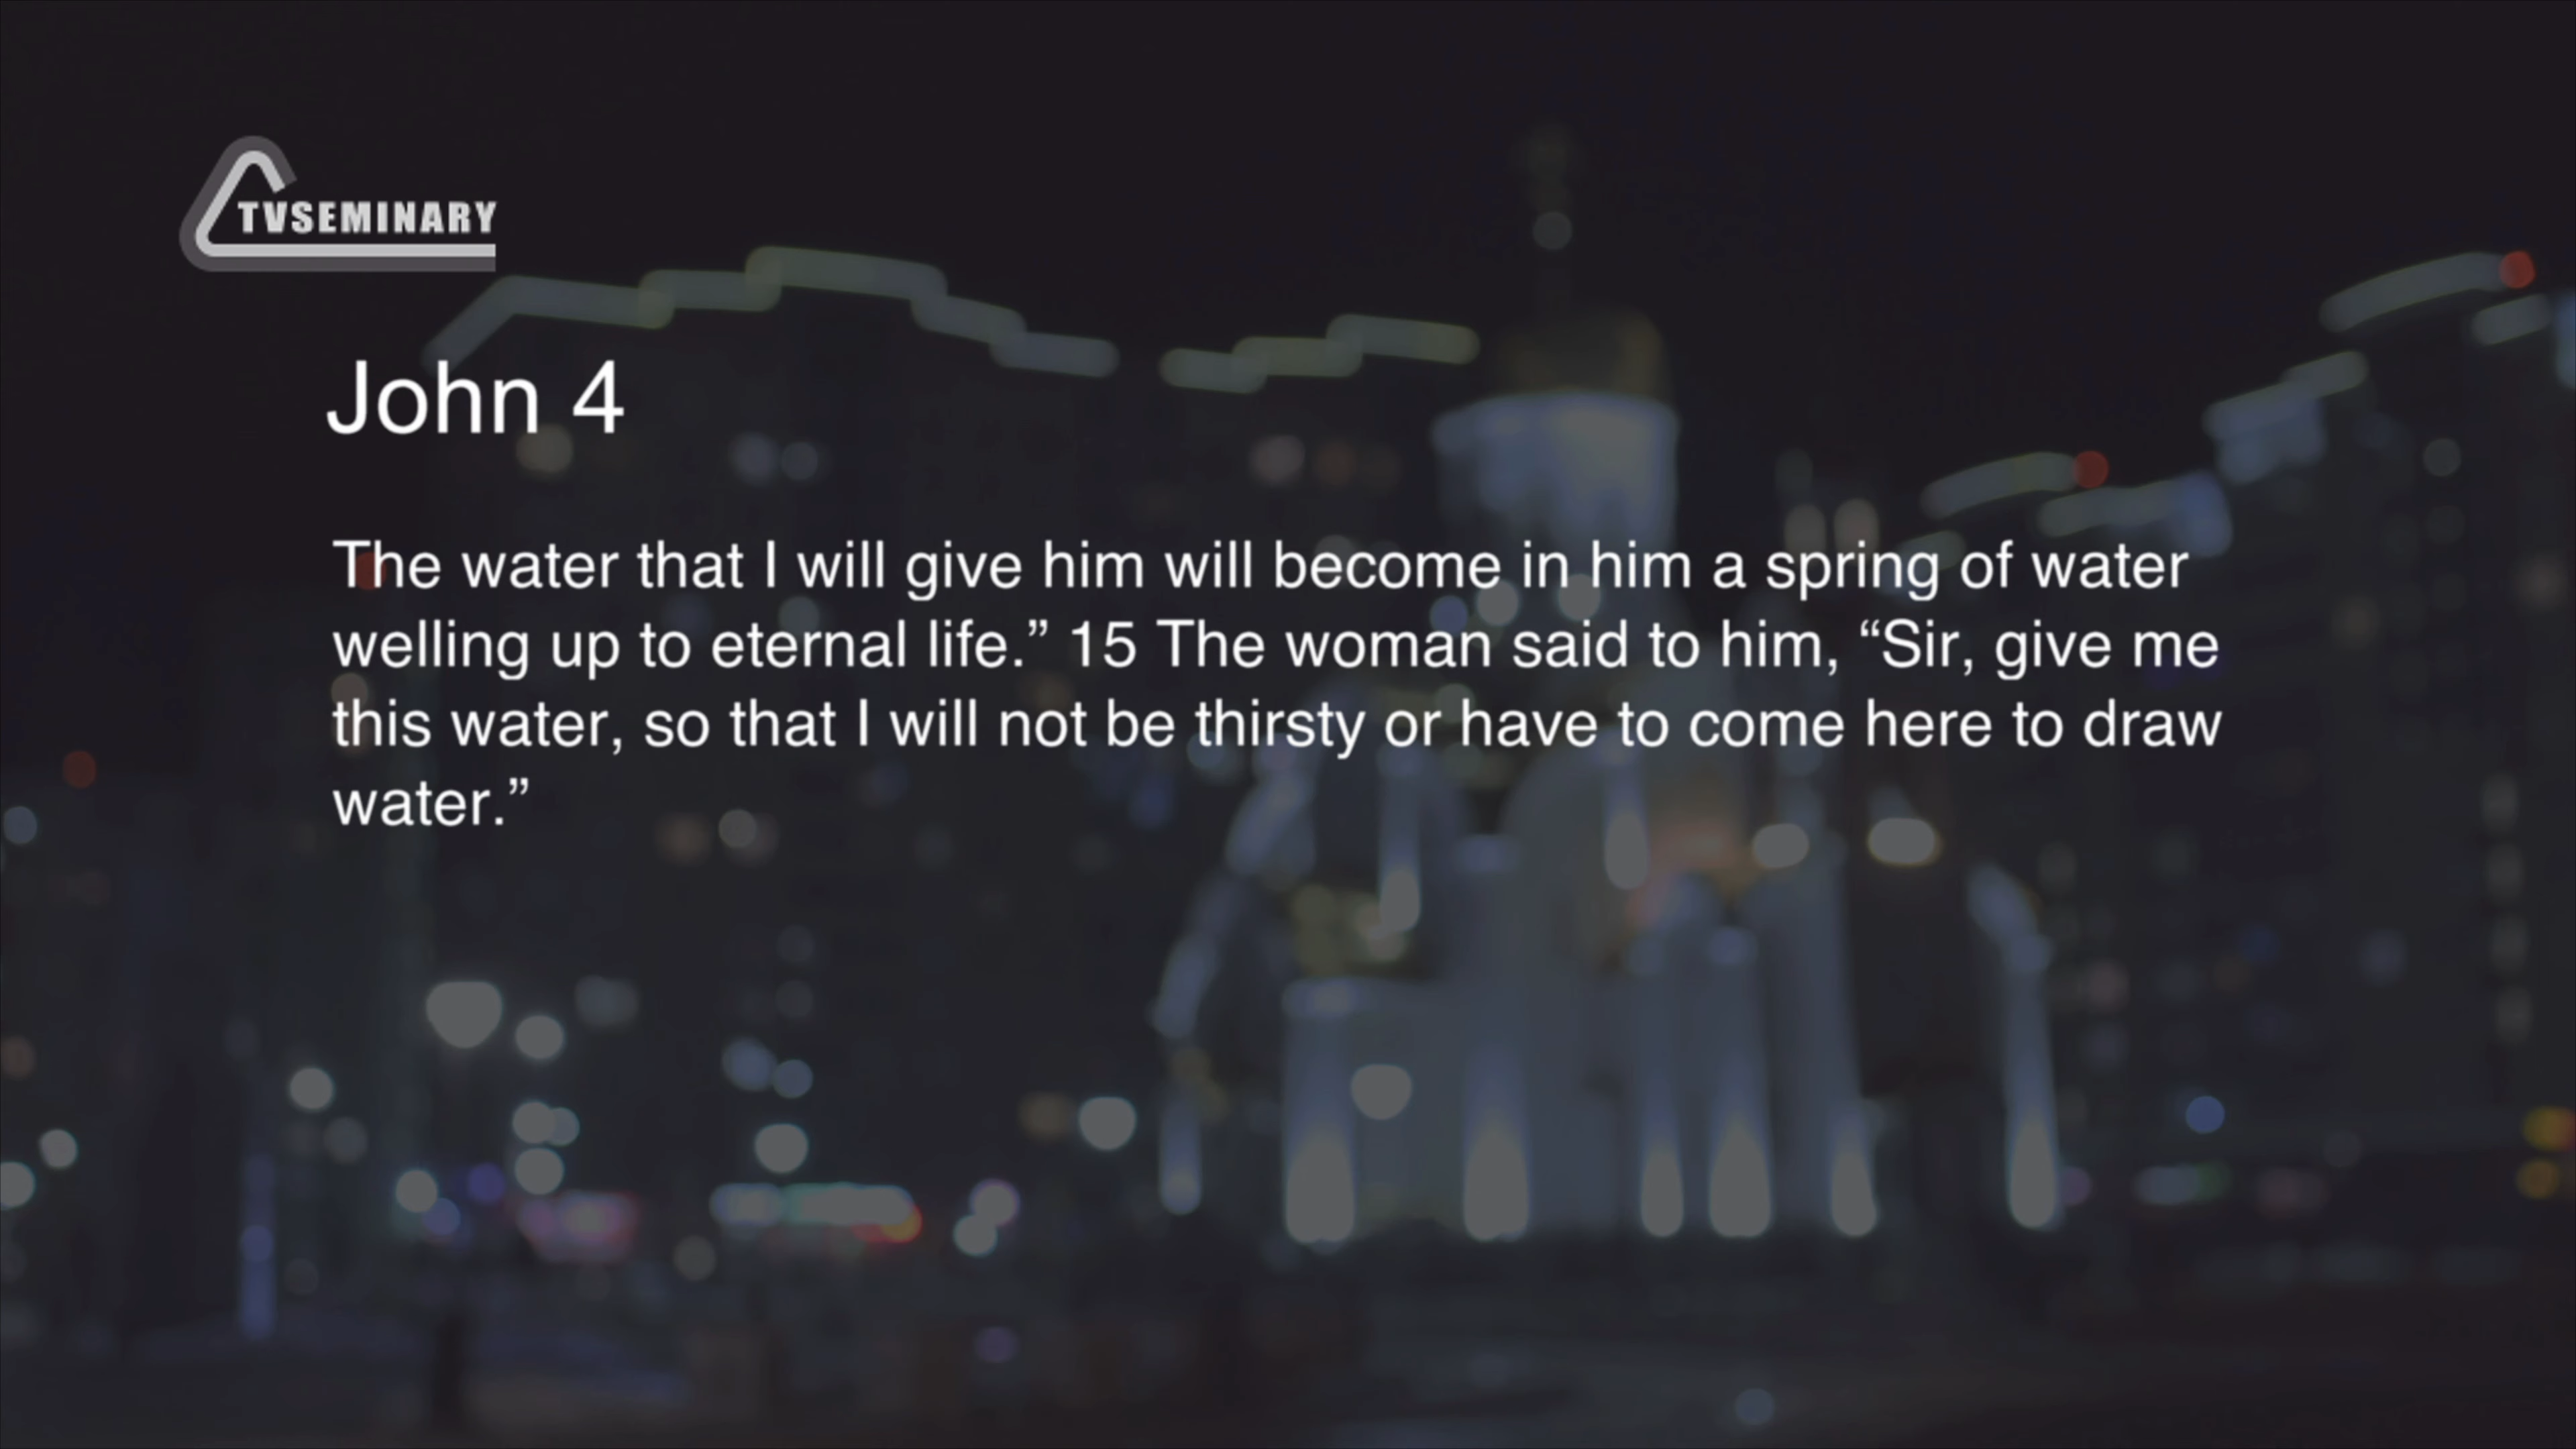 TVSEMINARY
John 4
The water that I will give him will become in him a spring of water
welling up to eternal life.” 15 The woman said to him, “Sir, give me
this water, so that I will not be thirsty or have to come here to draw
water.”